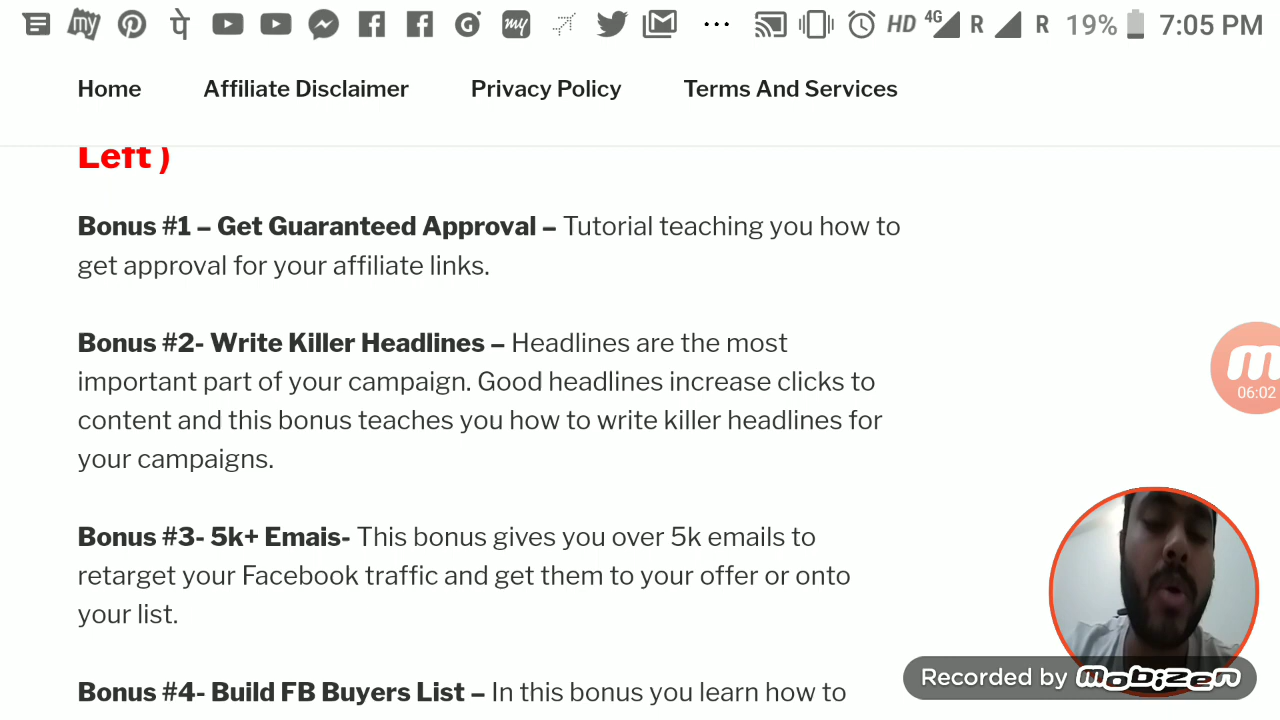 my my HD 4G R R 19% 7:05 PM
Home Affiliate Disclaimer Privacy Policy Terms And Services
Left )
Bonus #1 – Get Guaranteed Approval – Tutorial teaching you how to
get approval for your affiliate links.
Bonus #2- Write Killer Headlines – Headlines are the most
important part of your campaign. Good headlines increase clicks to
content and this bonus teaches you how to write killer headlines for
your campaigns.
Bonus #3- 5k+ Emais- This bonus gives you over 5k emails to
retarget your Facebook traffic and get them to your offer or onto
your list.
Bonus #4- Build FB Buyers List – In this bonus you learn how to
06:02
Recorded by mobizen